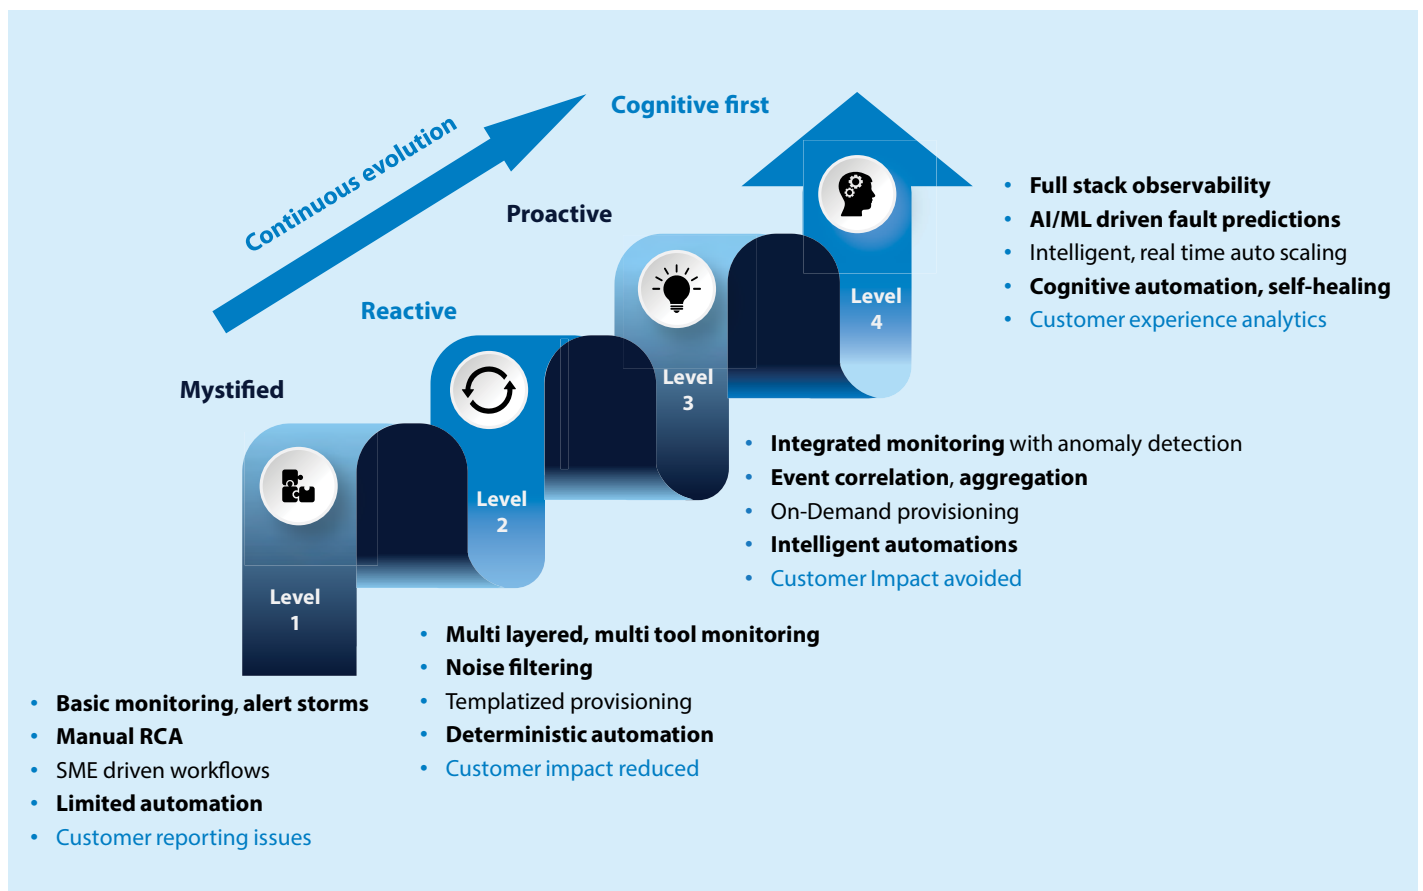 Continuous evolution
Cognitive first
Proactive
Reactive
Mystified
Level
4
Level
3
Level
2
Level
1
• Full stack observability
• AI/ML driven fault predictions
• Intelligent, real time auto scaling
• Cognitive automation, self-healing
• Customer experience analytics
• Integrated monitoring with anomaly detection
• Event correlation, aggregation
• On-Demand provisioning
• Intelligent automations
• Customer Impact avoided
• Multi layered, multi tool monitoring
• Noise filtering
• Templatized provisioning
• Deterministic automation
• Customer impact reduced
• Basic monitoring, alert storms
• Manual RCA
• SME driven workflows
• Limited automation
• Customer reporting issues